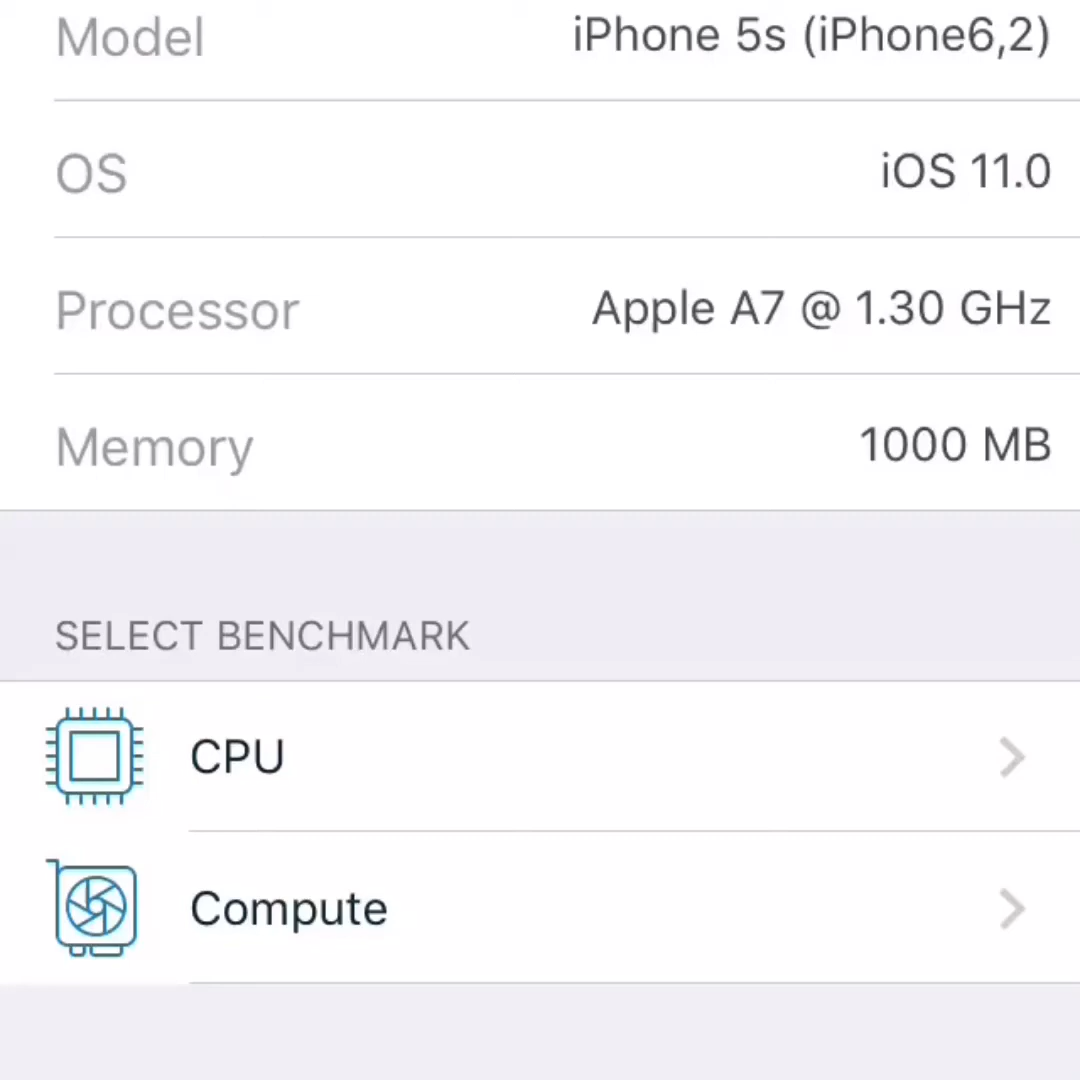 Model iPhone 5s (iPhone6,2)
OS iOS 11.0
Processor Apple A7 @ 1.30 GHz
Memory 1000 MB
SELECT BENCHMARK
CPU
Compute